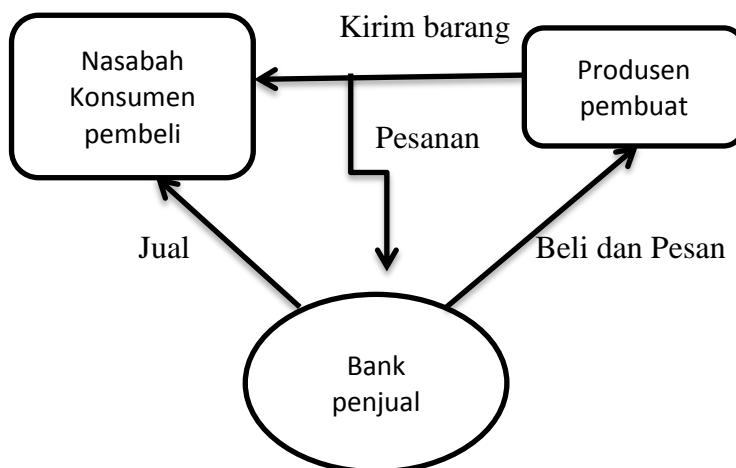 Kirim barang
Nasabah
Konsumen
pembeli
Produsen
pembuat
Pesanan
Jual
Beli dan Pesan
Bank
penjual